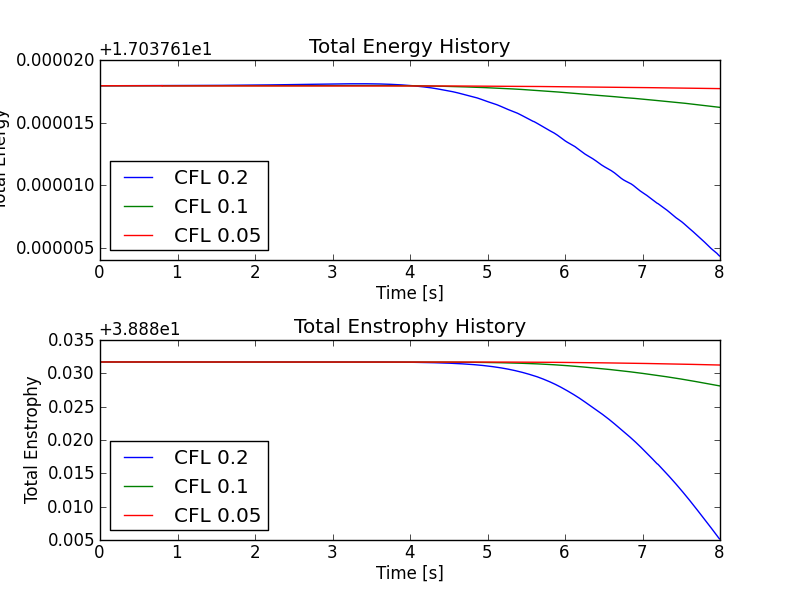 +1.703761e1
Total Energy History
0.000020
0.000015
0.000010
0.000005
Total Energy
CFL 0.2
CFL 0.1
CFL 0.05
0 1 2 3 4 5 6 7 8
Time [s]
+3.888e1
Total Enstrophy History
0.035
0.030
0.025
0.020
0.015
0.010
0.005
Total Enstrophy
CFL 0.2
CFL 0.1
CFL 0.05
0 1 2 3 4 5 6 7 8
Time [s]